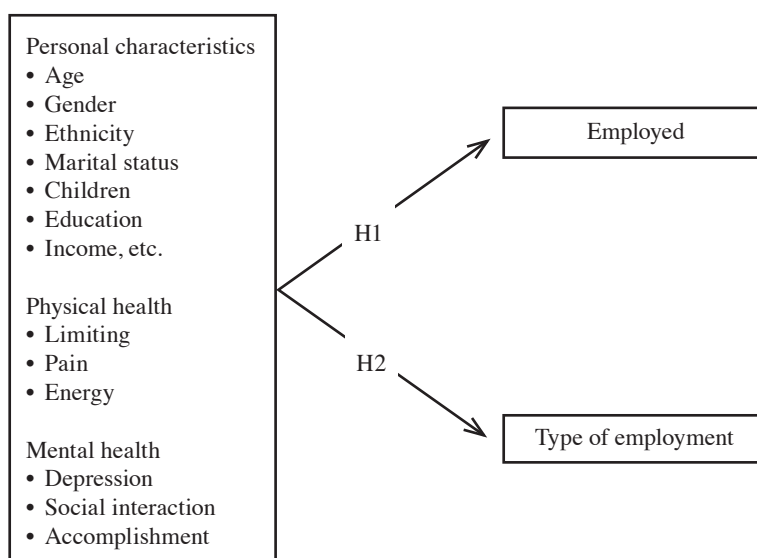 Personal characteristics
• Age
• Gender
• Ethnicity
• Marital status
• Children
• Education
• Income, etc.
Physical health
• Limiting
• Pain
• Energy
Mental health
• Depression
• Social interaction
• Accomplishment
H1
H2
Employed
Type of employment